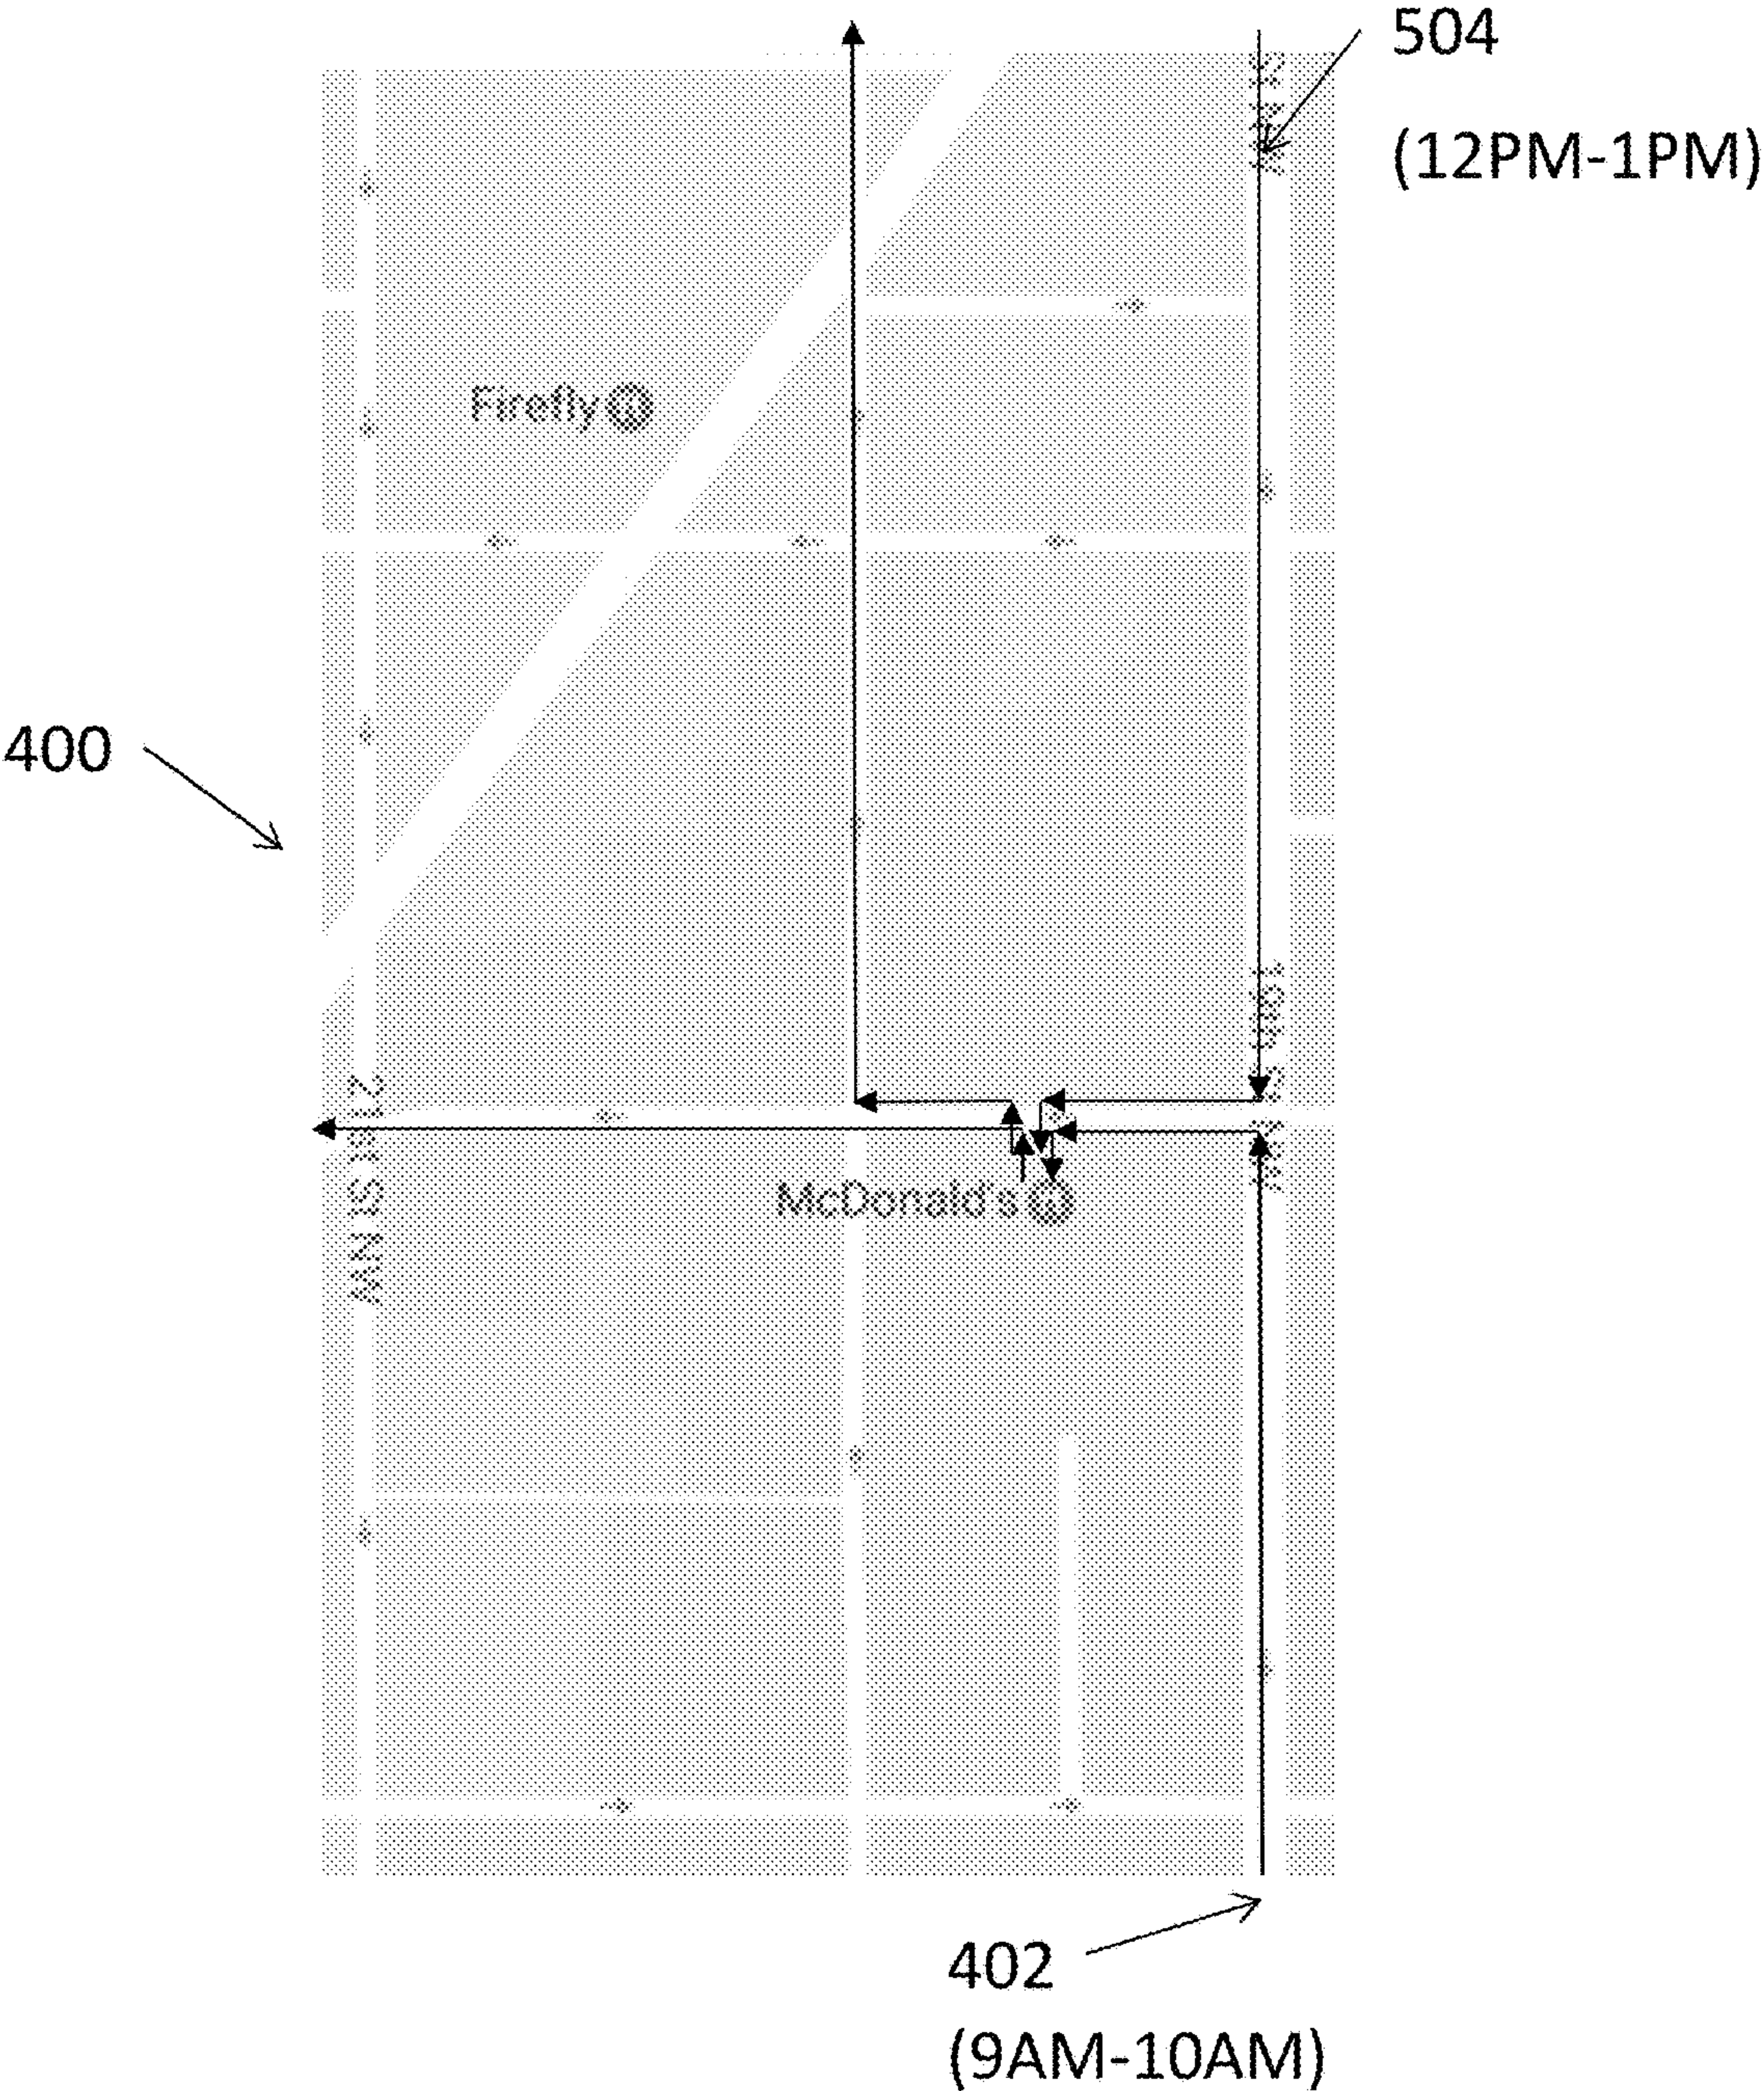 504
(12PM-1PM)
Firefly
400
21st St NW
McDonald's
402
(9AM-10AM)